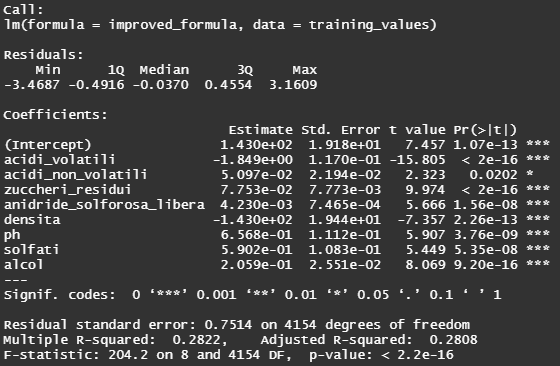 Call:
lm(formula = improved_formula, data = training_values)
Residuals:
Min 1Q Median 3Q Max
-3.4687 -0.4916 -0.0370 0.4554 3.1609
Coefficients:
Estimate Std. Error t value Pr(>|t|)
(Intercept) 1.430e+02 1.918e+01 7.457 1.07e-13 ***
acidi_volatili -1.849e+00 1.170e-01 -15.805 < 2e-16 ***
acidi_non_volatili 5.097e-02 2.194e-02 2.323 0.0202 *
zuccheri_residui 7.753e-02 7.773e-03 9.974 < 2e-16 ***
anidride_solforosa_libera 4.230e-03 7.465e-04 5.666 1.56e-08 ***
densita -1.430e+02 1.944e+01 -7.357 2.26e-13 ***
ph 6.568e-01 1.112e-01 5.907 3.76e-09 ***
solfati 5.902e-01 1.083e-01 5.449 5.35e-08 ***
alcol 2.059e-01 2.551e-02 8.069 9.20e-16 ***
---
Signif. codes: 0 ‘***’ 0.001 ‘**’ 0.01 ‘*’ 0.05 ‘.’ 0.1 ‘ ’ 1
Residual standard error: 0.7514 on 4154 degrees of freedom
Multiple R-squared: 0.2822, Adjusted R-squared: 0.2808
F-statistic: 204.2 on 8 and 4154 DF, p-value: < 2.2e-16